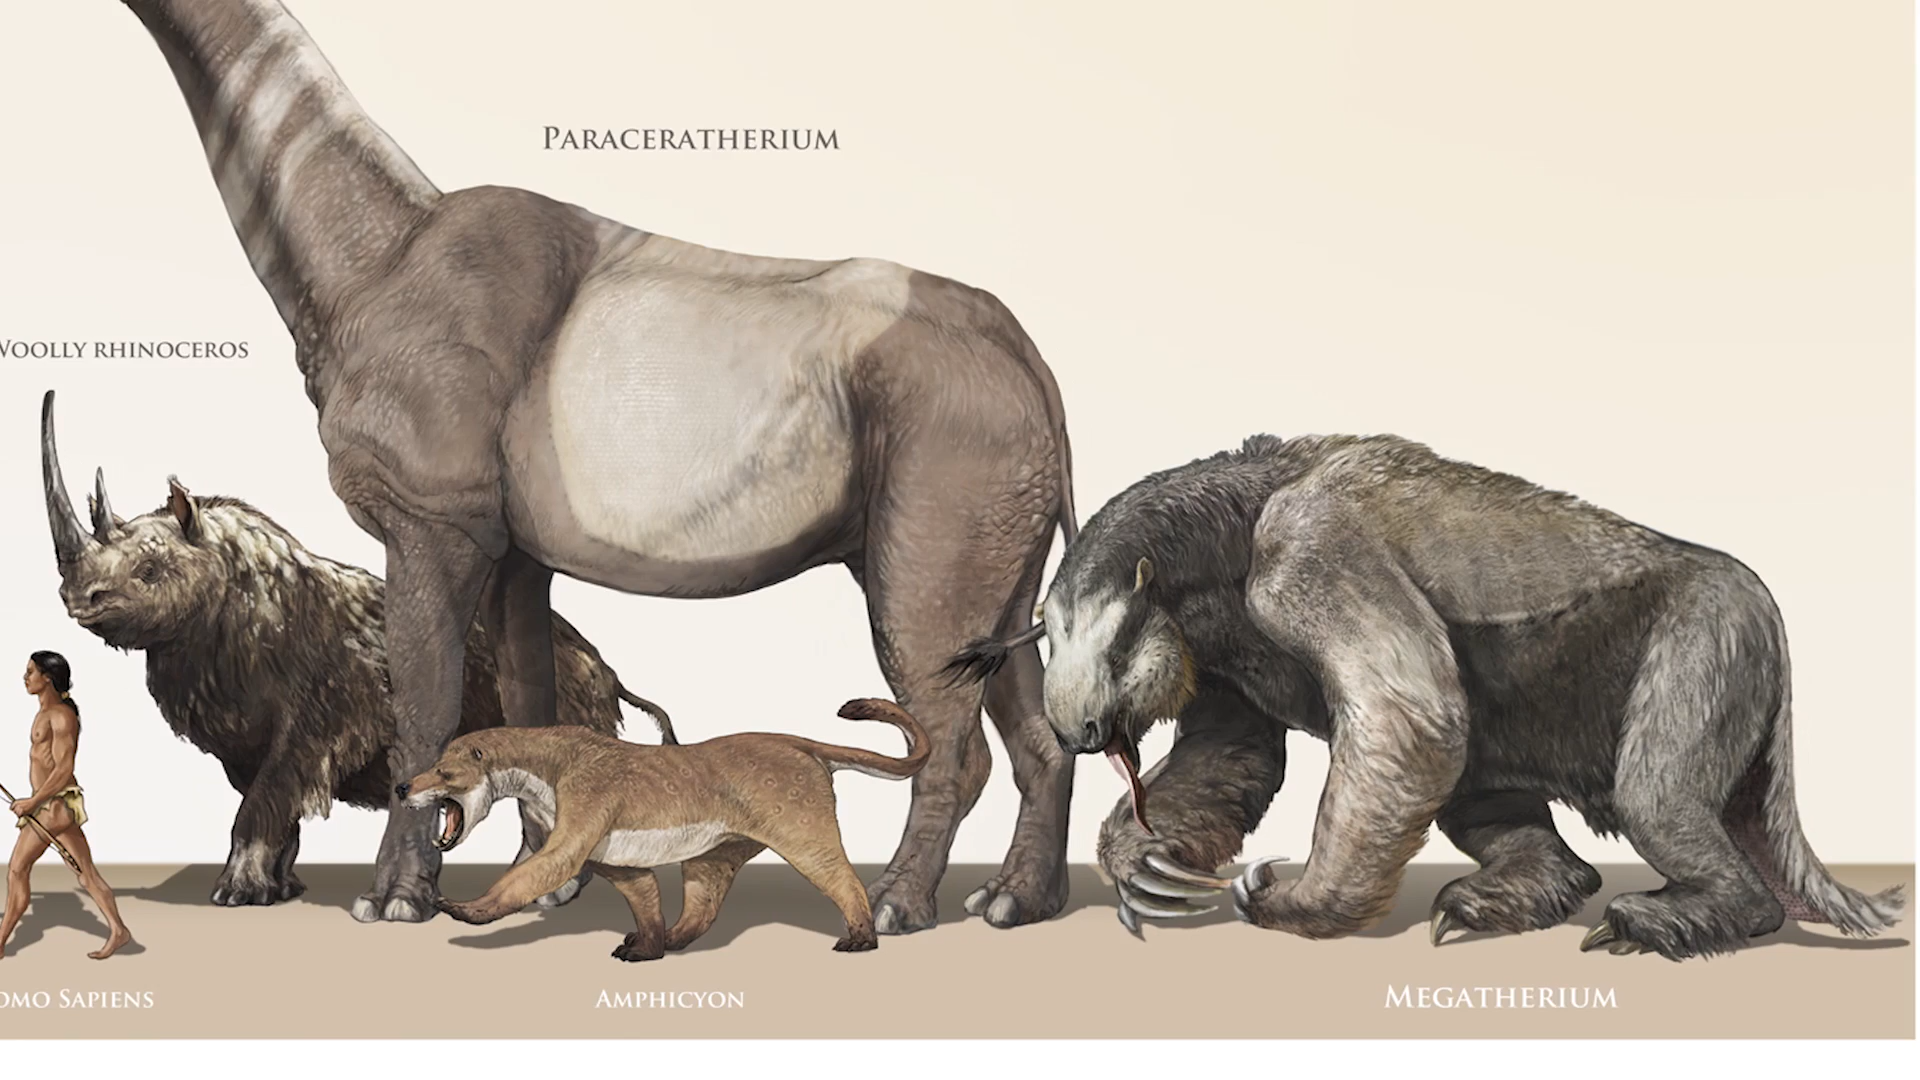 Paraceratherium
Woolly rhinoceros
omo Sapiens
Amphicyon
Megatherium